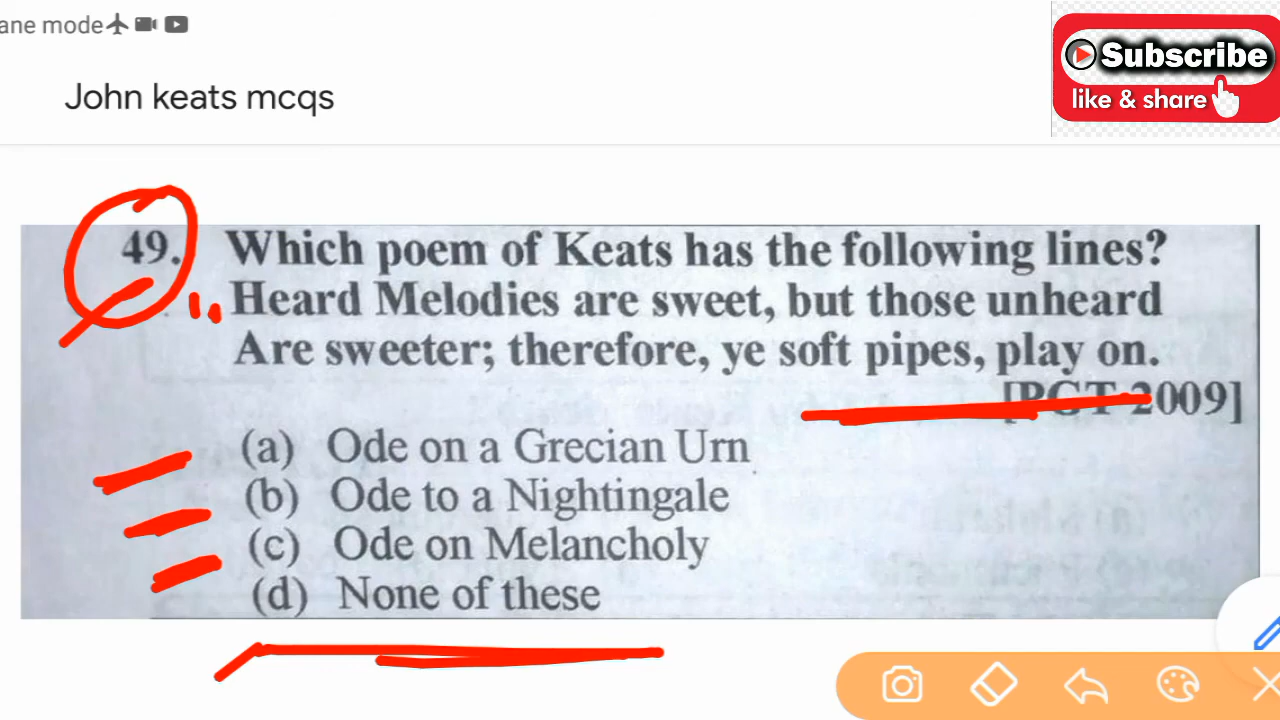 ane mode
Subscribe
like & share
John keats mcqs
49. Which poem of Keats has the following lines?
Heard Melodies are sweet, but those unheard
Are sweeter; therefore, ye soft pipes, play on.
[PGT-2009]
(a) Ode on a Grecian Urn
(b) Ode to a Nightingale
(c) Ode on Melancholy
(d) None of these